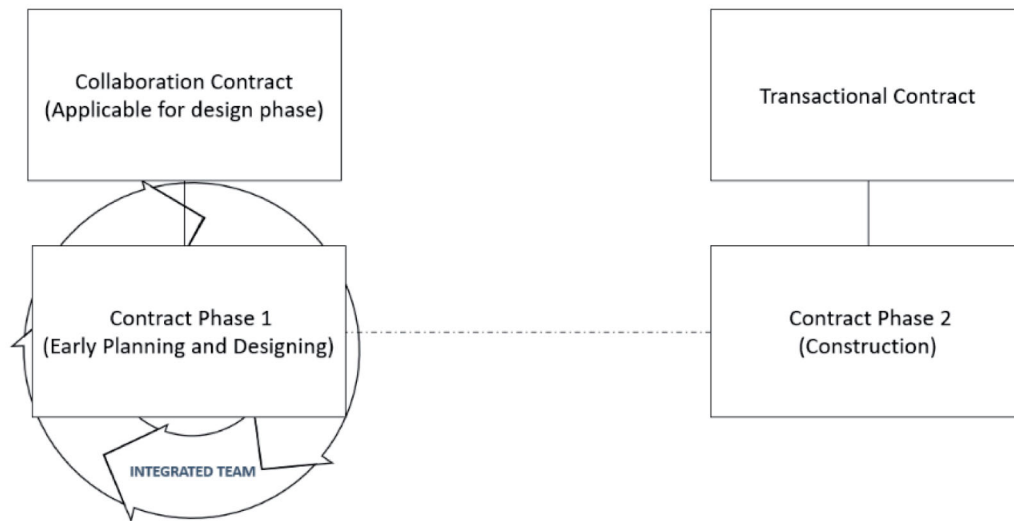 Collaboration Contract
(Applicable for design phase)
Transactional Contract
Contract Phase 1
(Early Planning and Designing)
Contract Phase 2
(Construction)
INTEGRATED TEAM